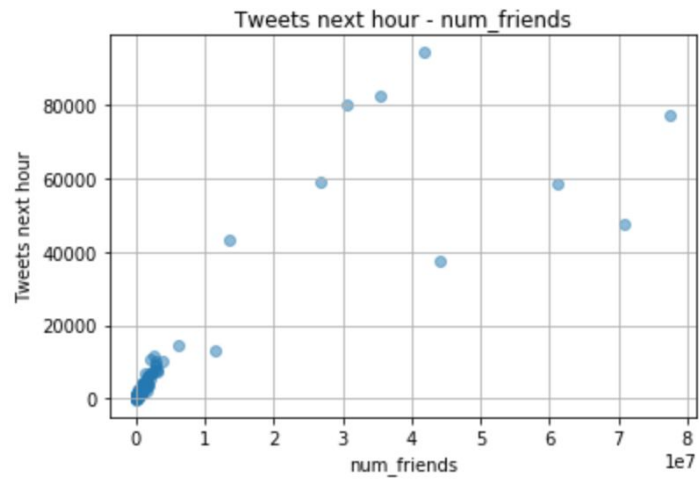 Tweets next hour - num_friends
Tweets next hour
80000
60000
40000
20000
0
0 1 2 3 4 5 6 7 8
1e7
num_friends